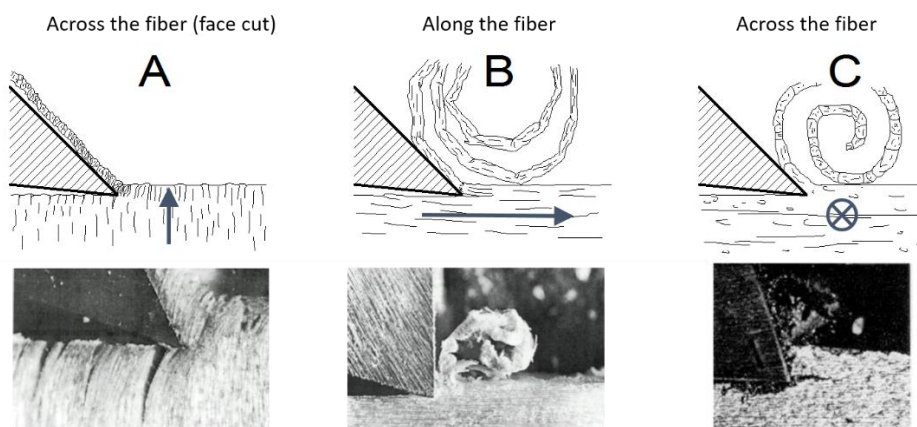 Across the fiber (face cut)
Along the fiber
Across the fiber
A
B
C